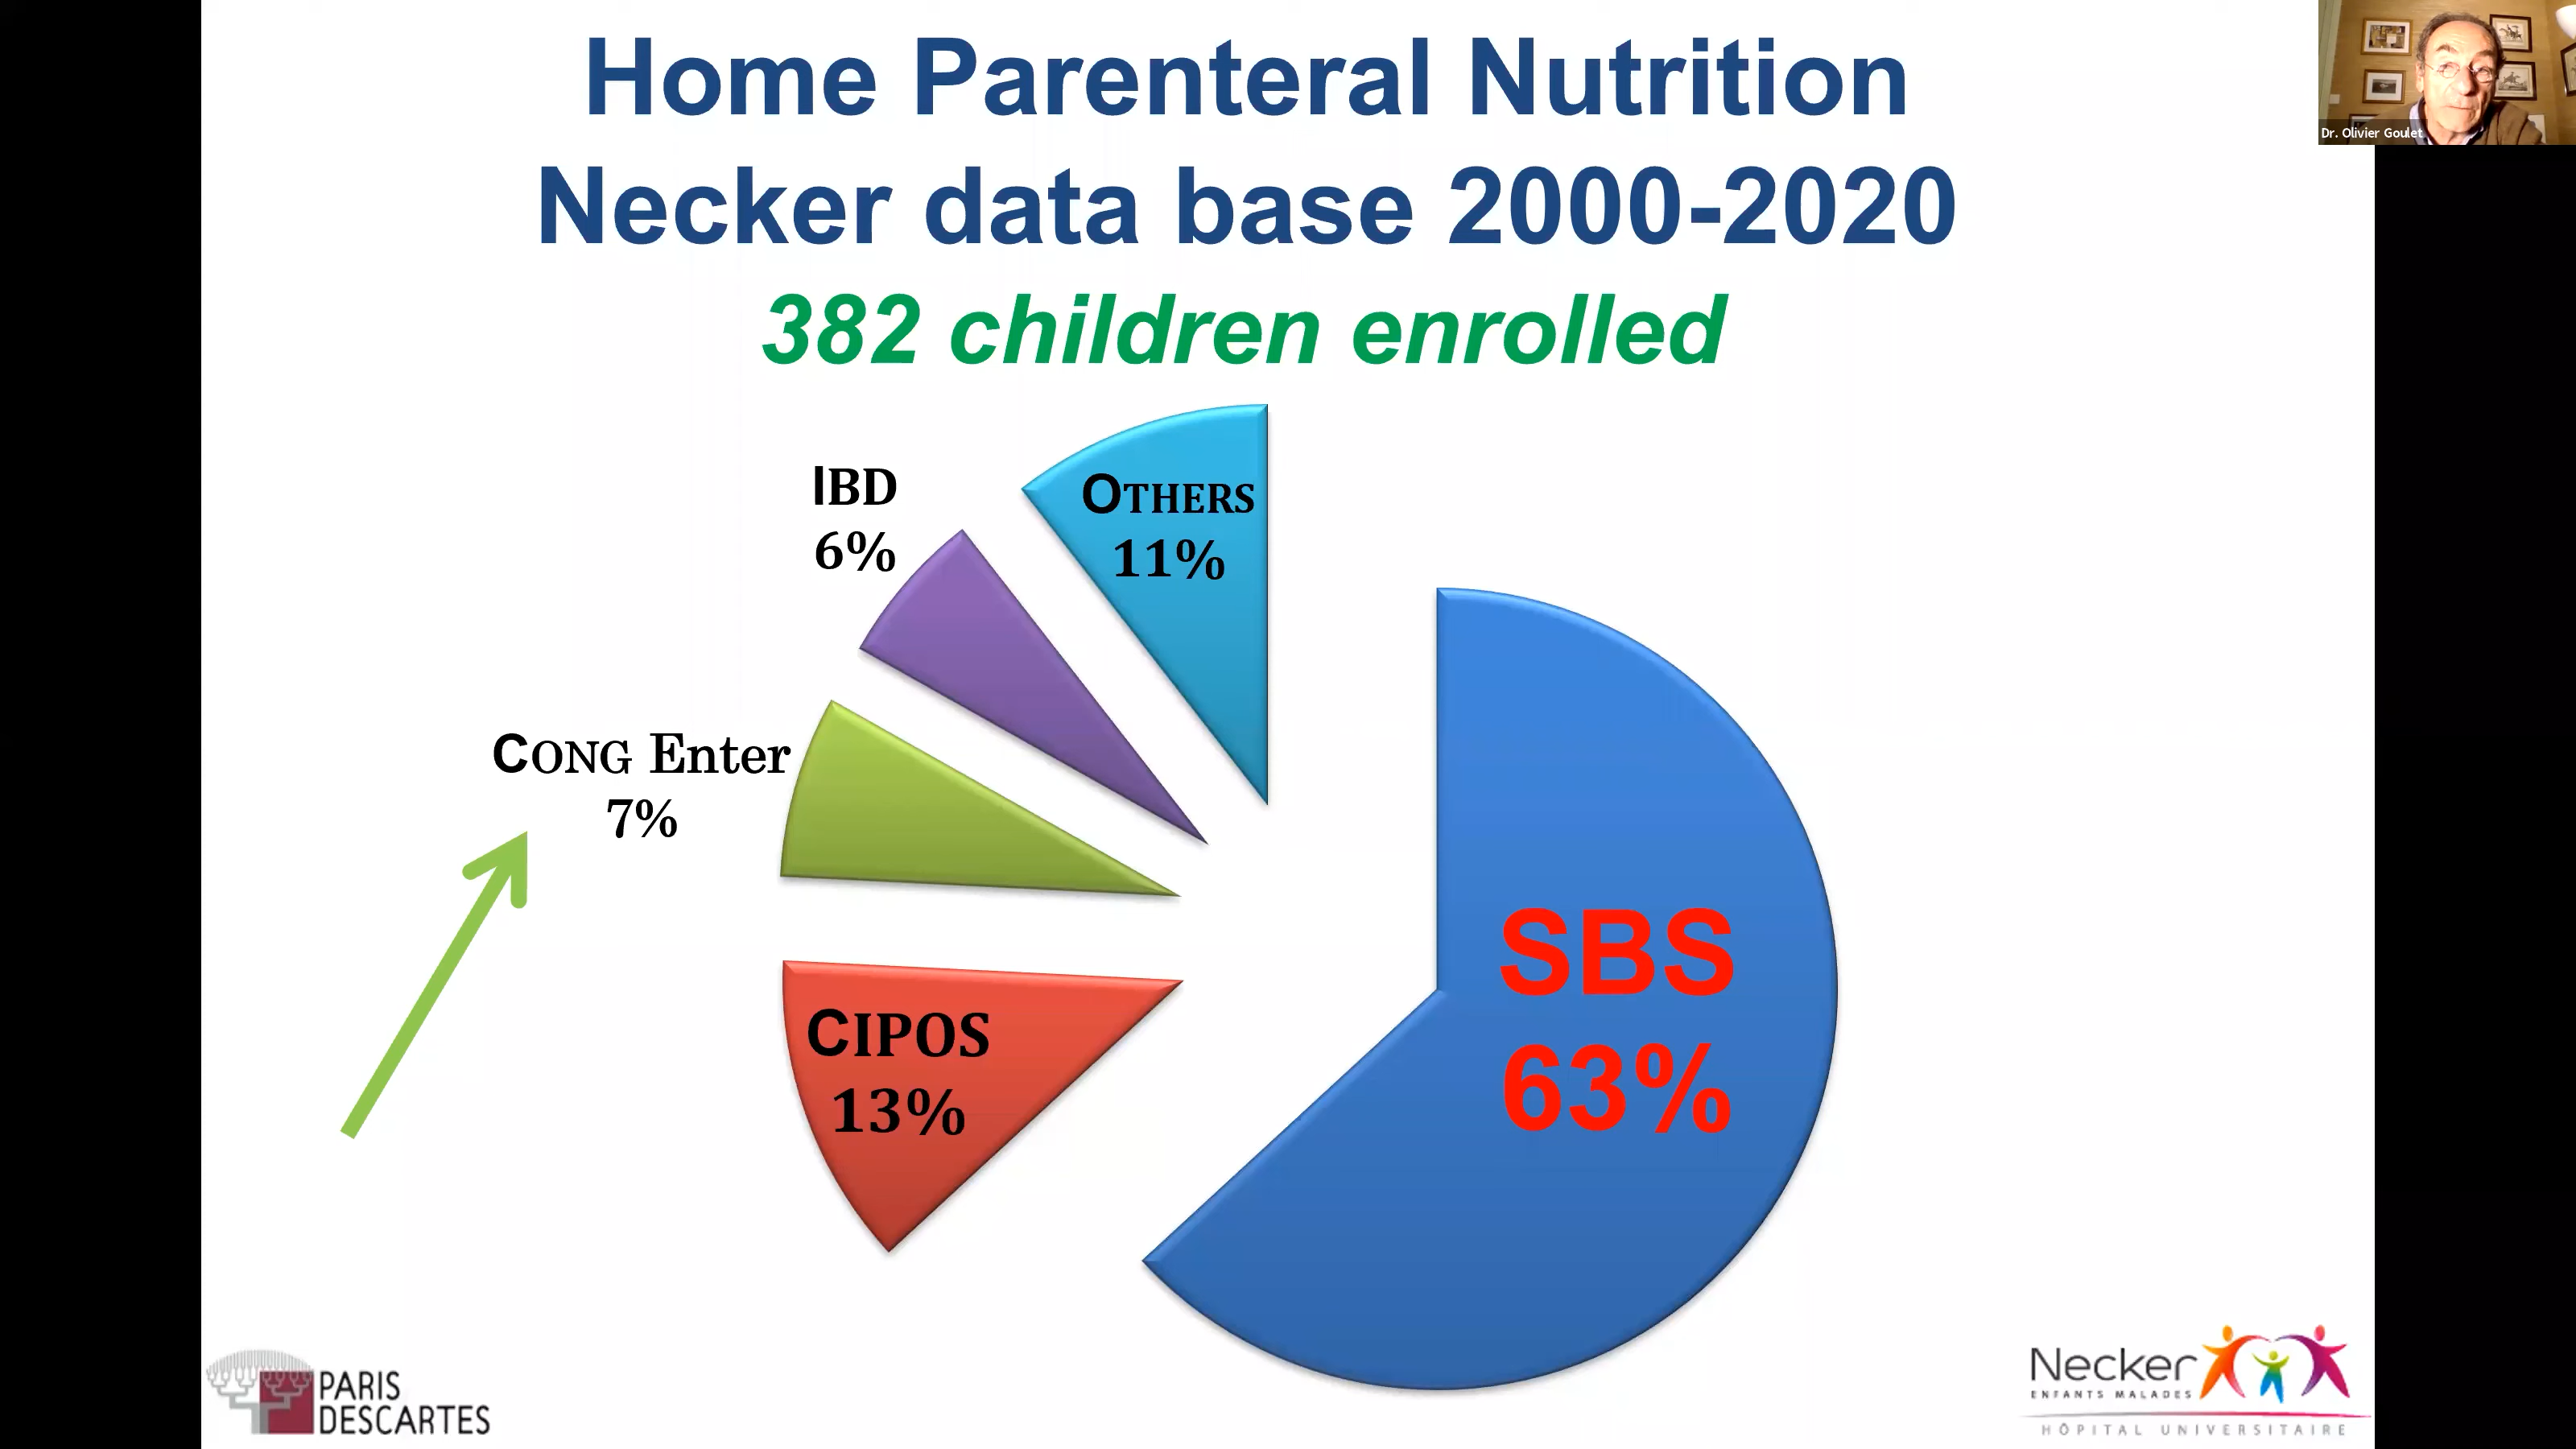 Home Parenteral Nutrition
Necker data base 2000-2020
382 children enrolled
Dr. Olivier Goulet
OTHERS
11%
IBD
6%
CONG Enter
7%
CIPOS
13%
SBS
63%
PARIS
DESCARTES
Necker
ENFANTS MALADES
HÔPITAL UNIVERSITAIRE